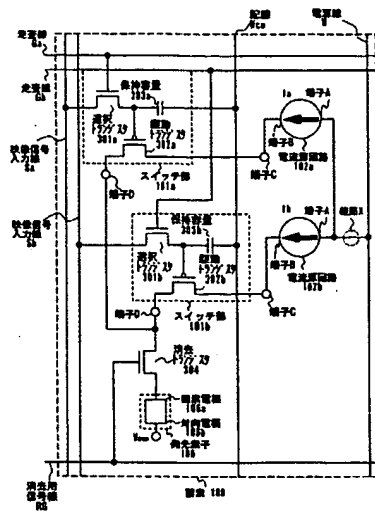 走査線
Ga
走査線
Gb
映像信号
入力線
Sa
映像信号
入力線
Sb
配線
Wco
電源線
W
保持容量
303a
選択
トランジスタ
301a
駆動
トランジスタ
302a
スイッチ部
101a
端子D
Ia
端子A
端子B
電流源回路
102a
端子C
保持容量
303b
選択
トランジスタ
301b
駆動
トランジスタ
302b
スイッチ部
101b
端子D
Ib
端子A
端子B
電流源回路
102b
端子C
消去
トランジスタ
304
画素電極
106a
対向電極
106b
発光素子
106
消去用
信号線
RG
画素 100